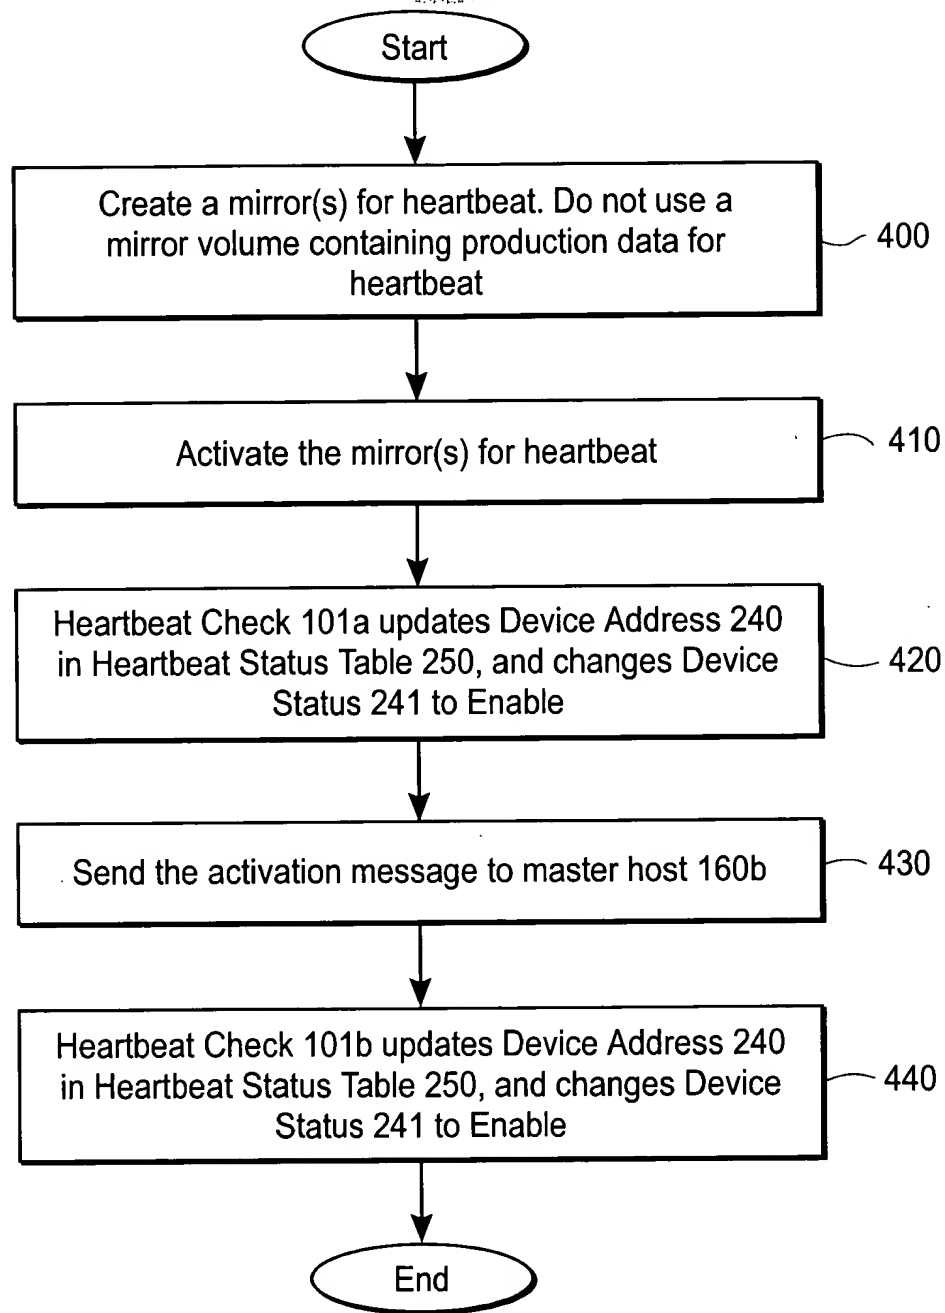 Start
Create a mirror(s) for heartbeat. Do not use a
mirror volume containing production data for
heartbeat
400
Activate the mirror(s) for heartbeat
410
Heartbeat Check 101a updates Device Address 240
in Heartbeat Status Table 250, and changes Device
Status 241 to Enable
420
Send the activation message to master host 160b
430
Heartbeat Check 101b updates Device Address 240
in Heartbeat Status Table 250, and changes Device
Status 241 to Enable
440
End